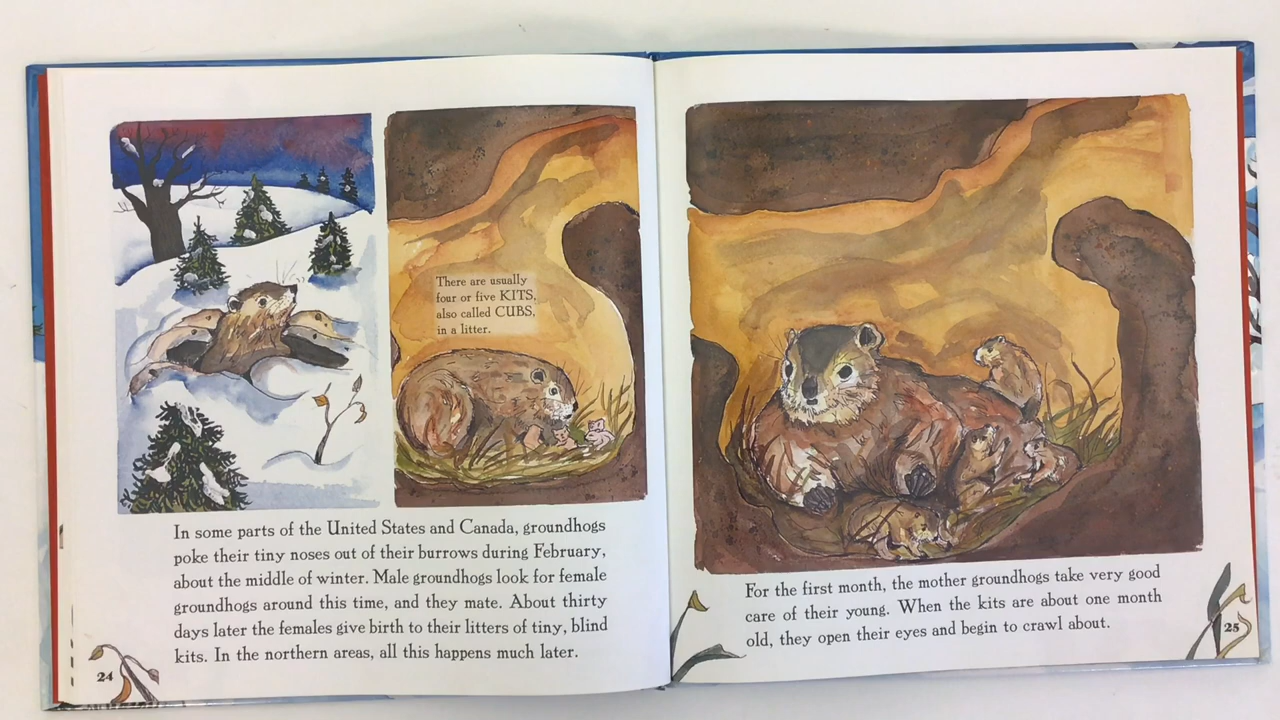 There are usually
four or five KITS,
also called CUBS,
in a litter.
In some parts of the United States and Canada, groundhogs
poke their tiny noses out of their burrows during February,
about the middle of winter. Male groundhogs look for female
groundhogs around this time, and they mate. About thirty
days later the females give birth to their litters of tiny, blind
kits. In the northern areas, all this happens much later.
24
For the first month, the mother groundhogs take very good
care of their young. When the kits are about one month
old, they open their eyes and begin to crawl about.
25